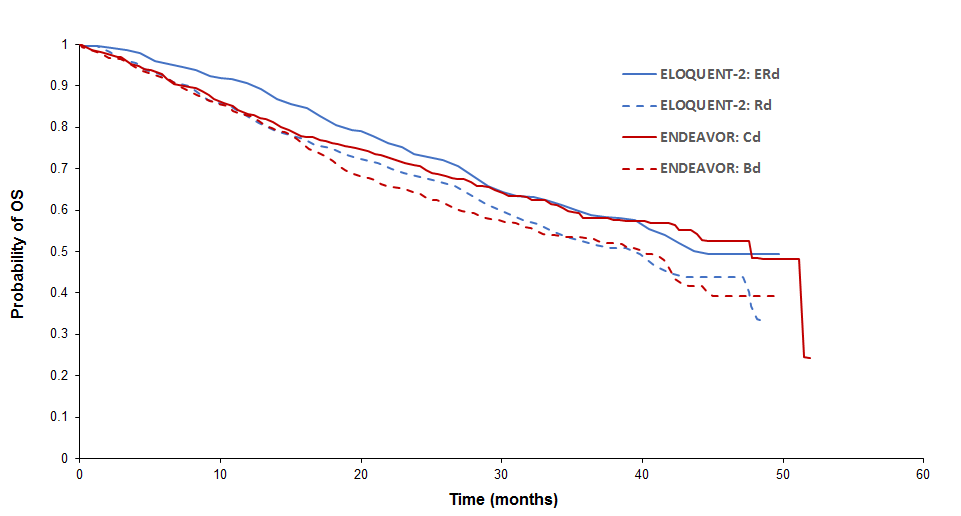 1
0.9
0.8
0.7
0.6
0.5
0.4
0.3
0.2
0.1
0
Probability of OS
ELOQUENT-2: ERd
ELOQUENT-2: Rd
ENDEAVOR: Cd
ENDEAVOR: Bd
0 10 20 30 40 50 60
Time (months)